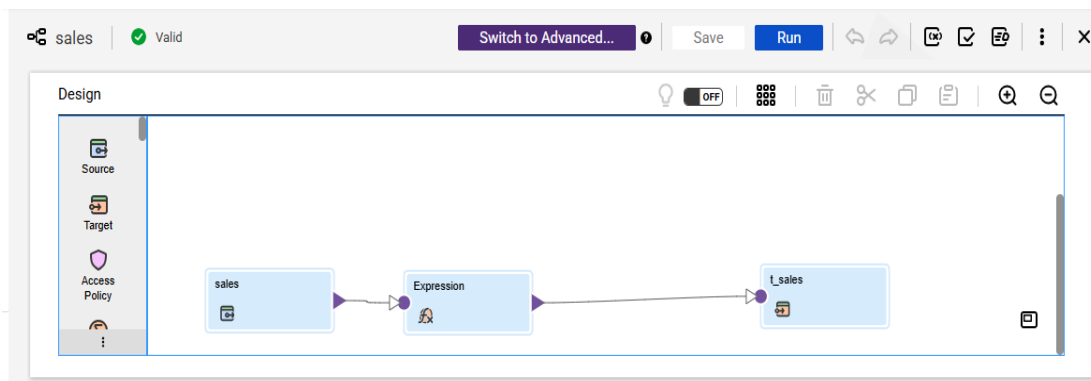 sales
Valid
Switch to Advanced...
?
Save
Run
Design
OFF
Source
Target
Access
Policy
sales
Expression
t_sales